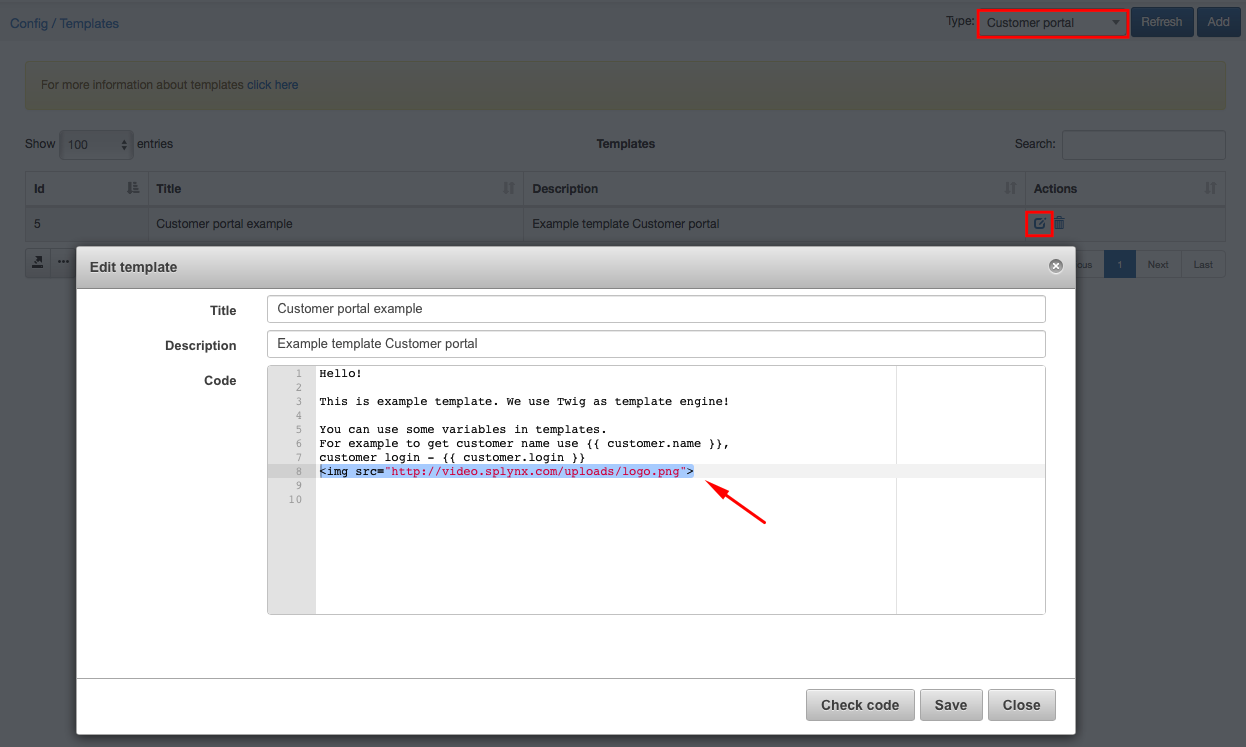 Config / Templates
Type: Customer portal Refresh Add
For more information about templates click here
Show 100 entries Templates Search:
Id Title Description Actions
5 Customer portal example Example template Customer portal
1 Next Last
Edit template
Title Customer portal example
Description Example template Customer portal
Code
1 Hello!
2
3 This is example template. We use Twig as template engine!
4
5 You can use some variables in templates.
6 For example to get customer name use {{ customer.name }},
7 customer login - {{ customer.login }}
8 <img src="http://video.splynx.com/uploads/logo.png">
9
10
Check code Save Close